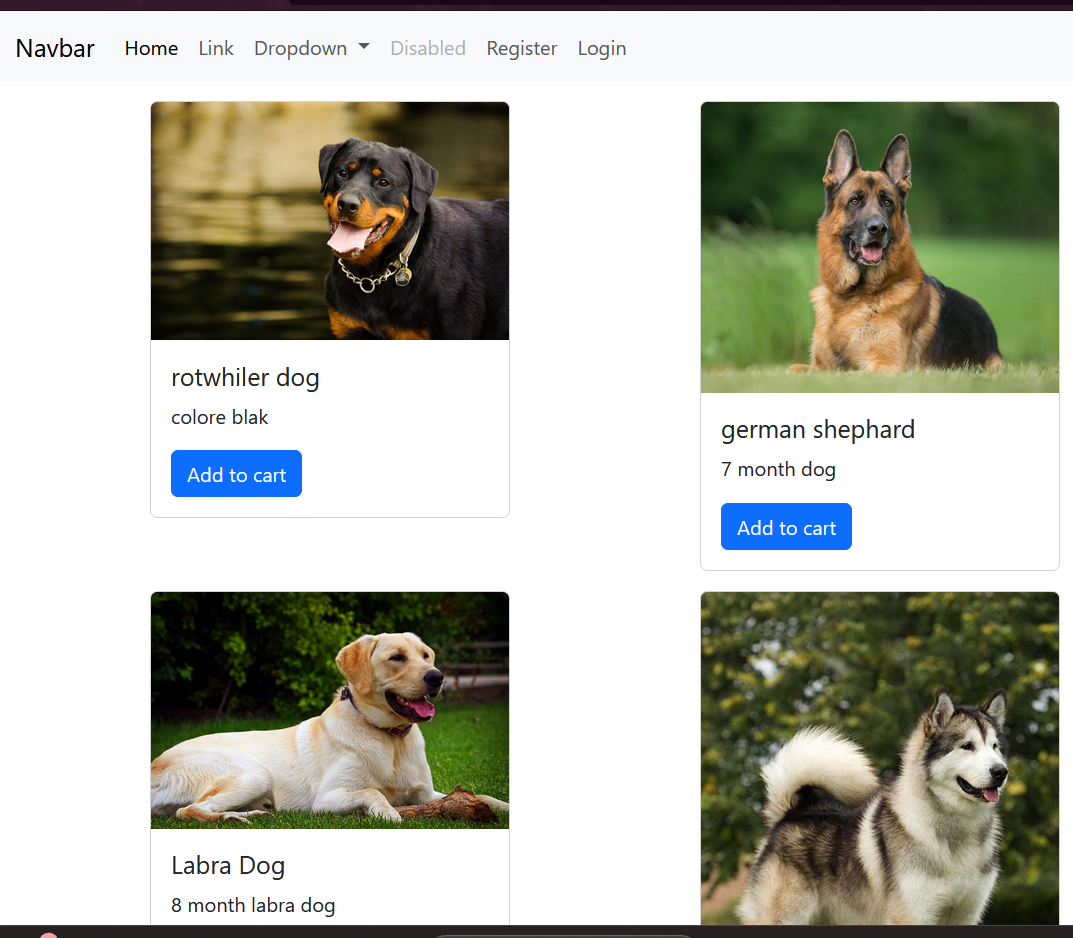 Navbar Home Link Dropdown Disabled Register Login
rotwhiler dog
colore blak
Add to cart
german shephard
7 month dog
Add to cart
Labra Dog
8 month labra dog